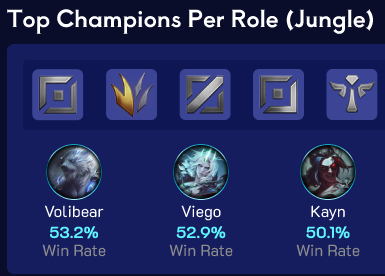 Top Champions Per Role (Jungle)
Volibear Viego Kayn
53.2% 52.9% 50.1%
Win Rate Win Rate Win Rate